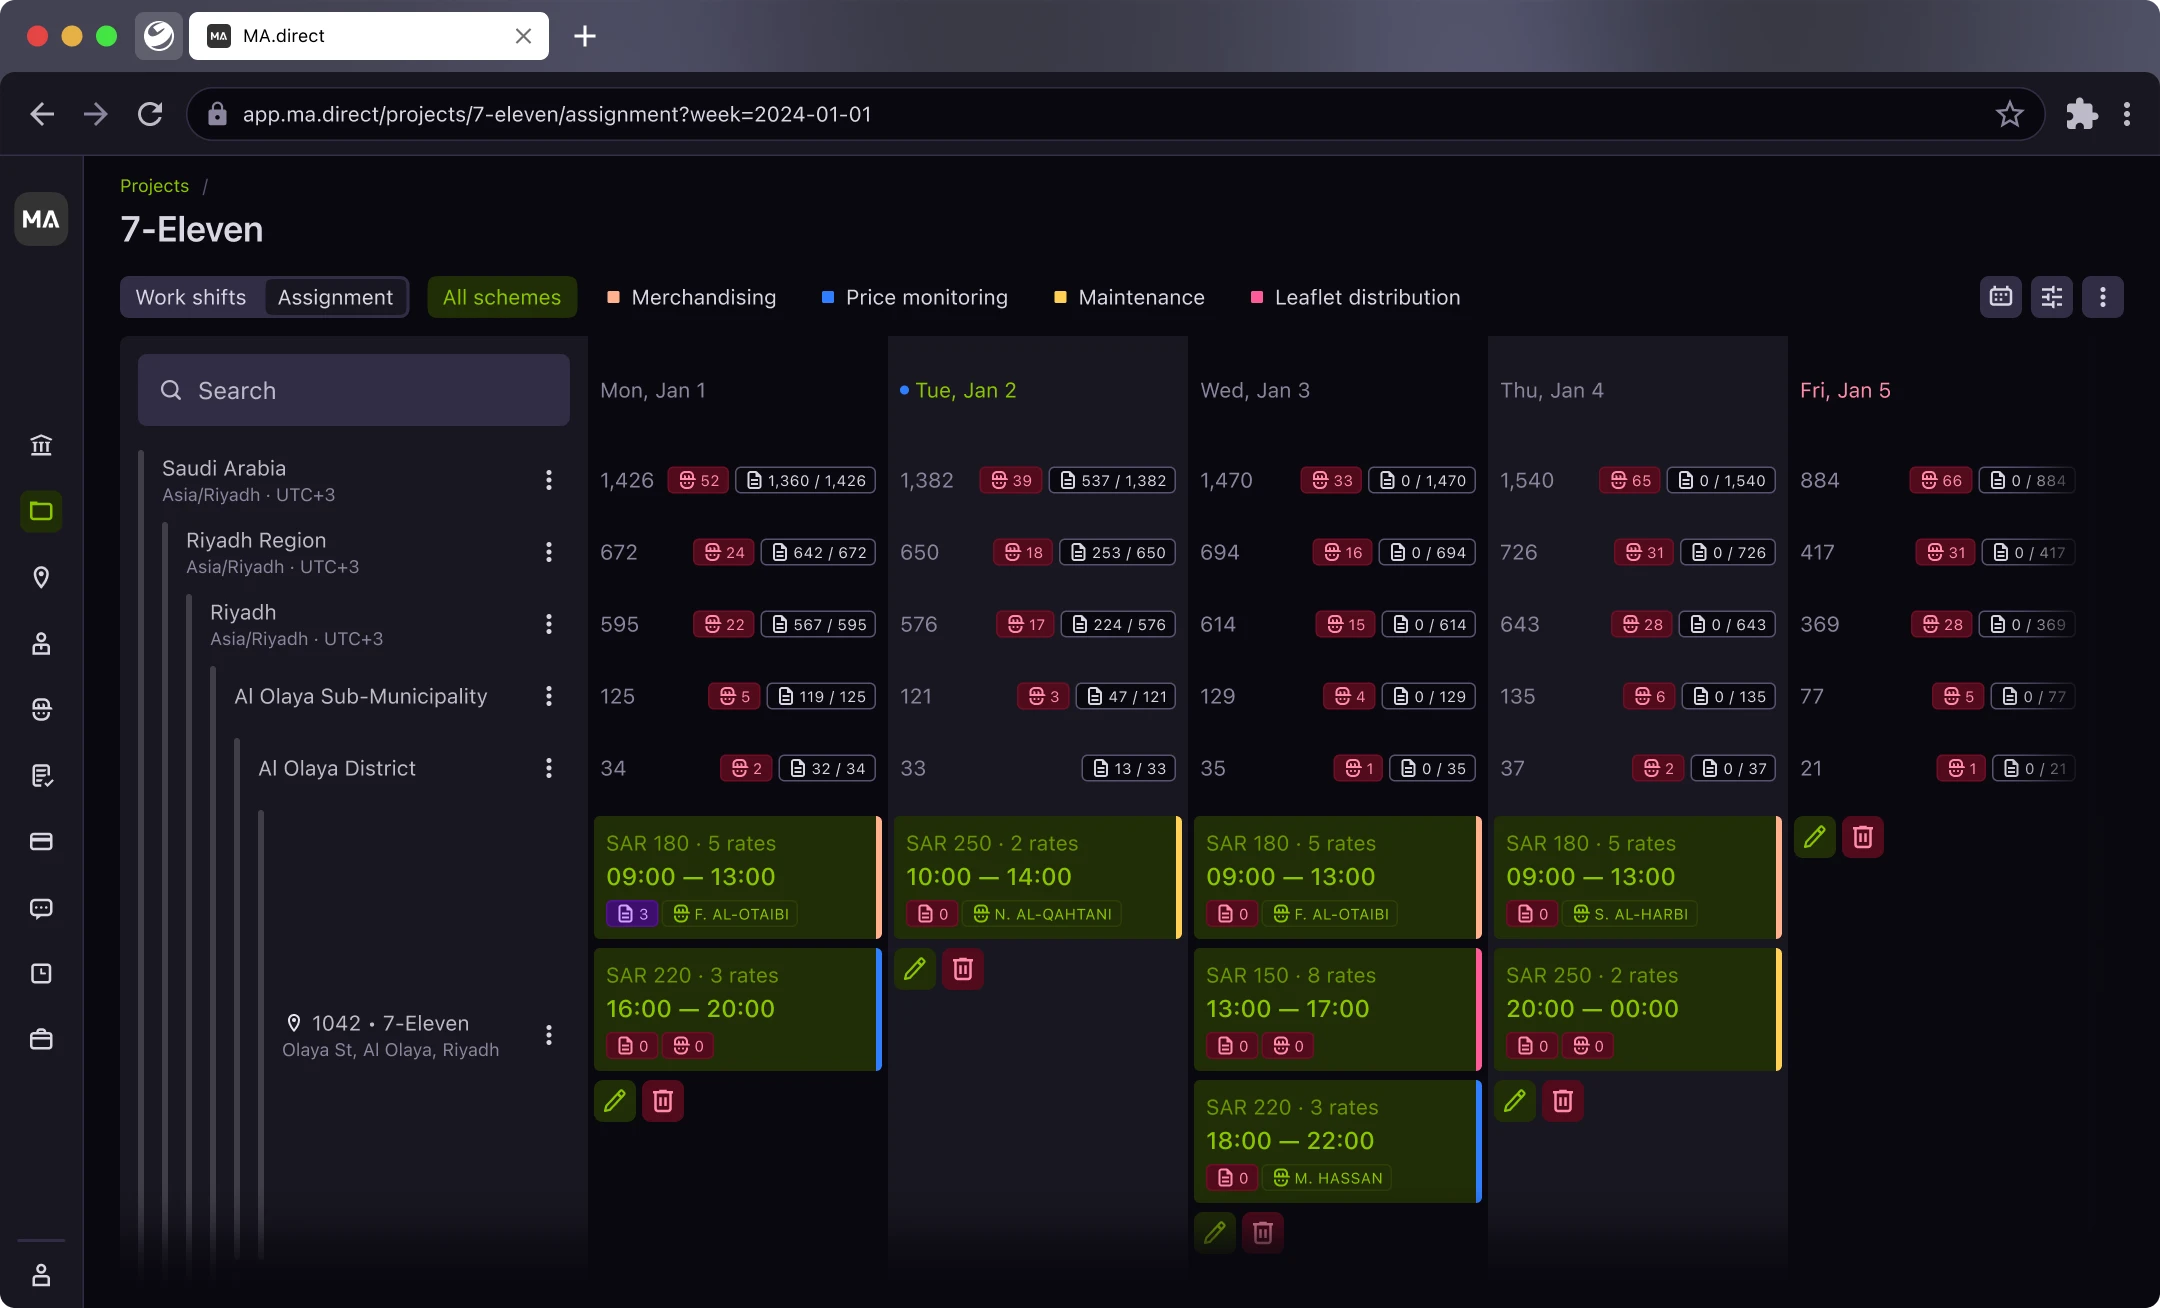 MA MA.direct
app.ma.direct/projects/7-eleven/assignment?week=2024-01-01
MA
Projects /
7-Eleven
Work shifts Assignment All schemes Merchandising Price monitoring Maintenance Leaflet distribution
Search
Mon, Jan 1 Tue, Jan 2 Wed, Jan 3 Thu, Jan 4 Fri, Jan 5
Saudi Arabia
Asia/Riyadh · UTC+3
1,426 52 1,360 / 1,426 1,382 39 537 / 1,382 1,470 33 0 / 1,470 1,540 65 0 / 1,540 884 66 0 / 884
Riyadh Region
Asia/Riyadh · UTC+3
672 24 642 / 672 650 18 253 / 650 694 16 0 / 694 726 31 0 / 726 417 31 0 / 417
Riyadh
Asia/Riyadh · UTC+3
595 22 567 / 595 576 17 224 / 576 614 15 0 / 614 643 28 0 / 643 369 28 0 / 369
Al Olaya Sub-Municipality
125 5 119 / 125 121 3 47 / 121 129 4 0 / 129 135 6 0 / 135 77 5 0 / 77
Al Olaya District
34 2 32 / 34 33 13 / 33 35 1 0 / 35 37 2 0 / 37 21 1 0 / 21
1042 • 7-Eleven
Olaya St, Al Olaya, Riyadh
SAR 180 · 5 rates
09:00 — 13:00
3 F. AL-OTAIBI
SAR 220 · 3 rates
16:00 — 20:00
0 0
SAR 250 · 2 rates
10:00 — 14:00
0 N. AL-QAHTANI
SAR 180 · 5 rates
09:00 — 13:00
0 F. AL-OTAIBI
SAR 150 · 8 rates
13:00 — 17:00
0 0
SAR 220 · 3 rates
18:00 — 22:00
0 M. HASSAN
SAR 180 · 5 rates
09:00 — 13:00
0 S. AL-HARBI
SAR 250 · 2 rates
20:00 — 00:00
0 0